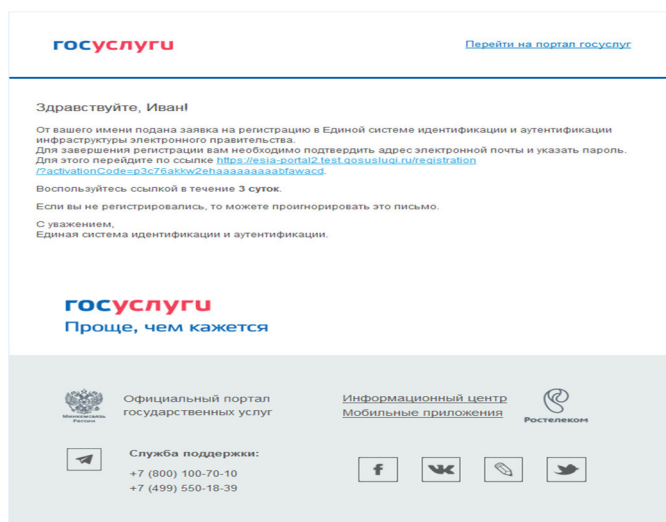 госуслуги
Перейти на портал госуслуг
Здравствуйте, Иван!
От вашего имени подана заявка на регистрацию в Единой системе идентификации и аутентификации
инфраструктуры электронного правительства.
Для завершения регистрации вам необходимо подтвердить адрес электронной почты и указать пароль.
Для этого перейдите по ссылке https://esia-portal2.test.gosuslugi.ru/registration
/?activationCode=p3c76akkw2ehaaaaaaaaabfawacd.
Воспользуйтесь ссылкой в течение 3 суток.
Если вы не регистрировались, то можете проигнорировать это письмо.
С уважением,
Единая система идентификации и аутентификации.
госуслуги
Проще, чем кажется
Официальный портал
государственных услуг
Минкомсвязь
России
Информационный центр
Мобильные приложения
Ростелеком
Служба поддержки:
+7 (800) 100-70-10
+7 (499) 550-18-39